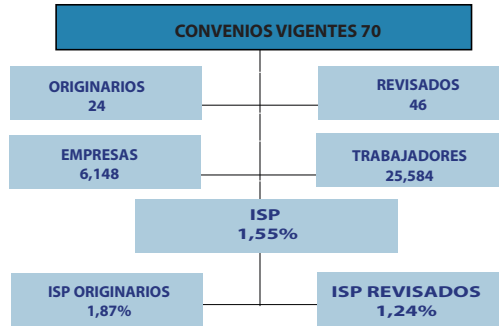 CONVENIOS VIGENTES 70
ORIGINARIOS
24
REVISADOS
46
EMPRESAS
6,148
TRABAJADORES
25,584
ISP
1,55%
ISP ORIGINARIOS
1,87%
ISP REVISADOS
1,24%